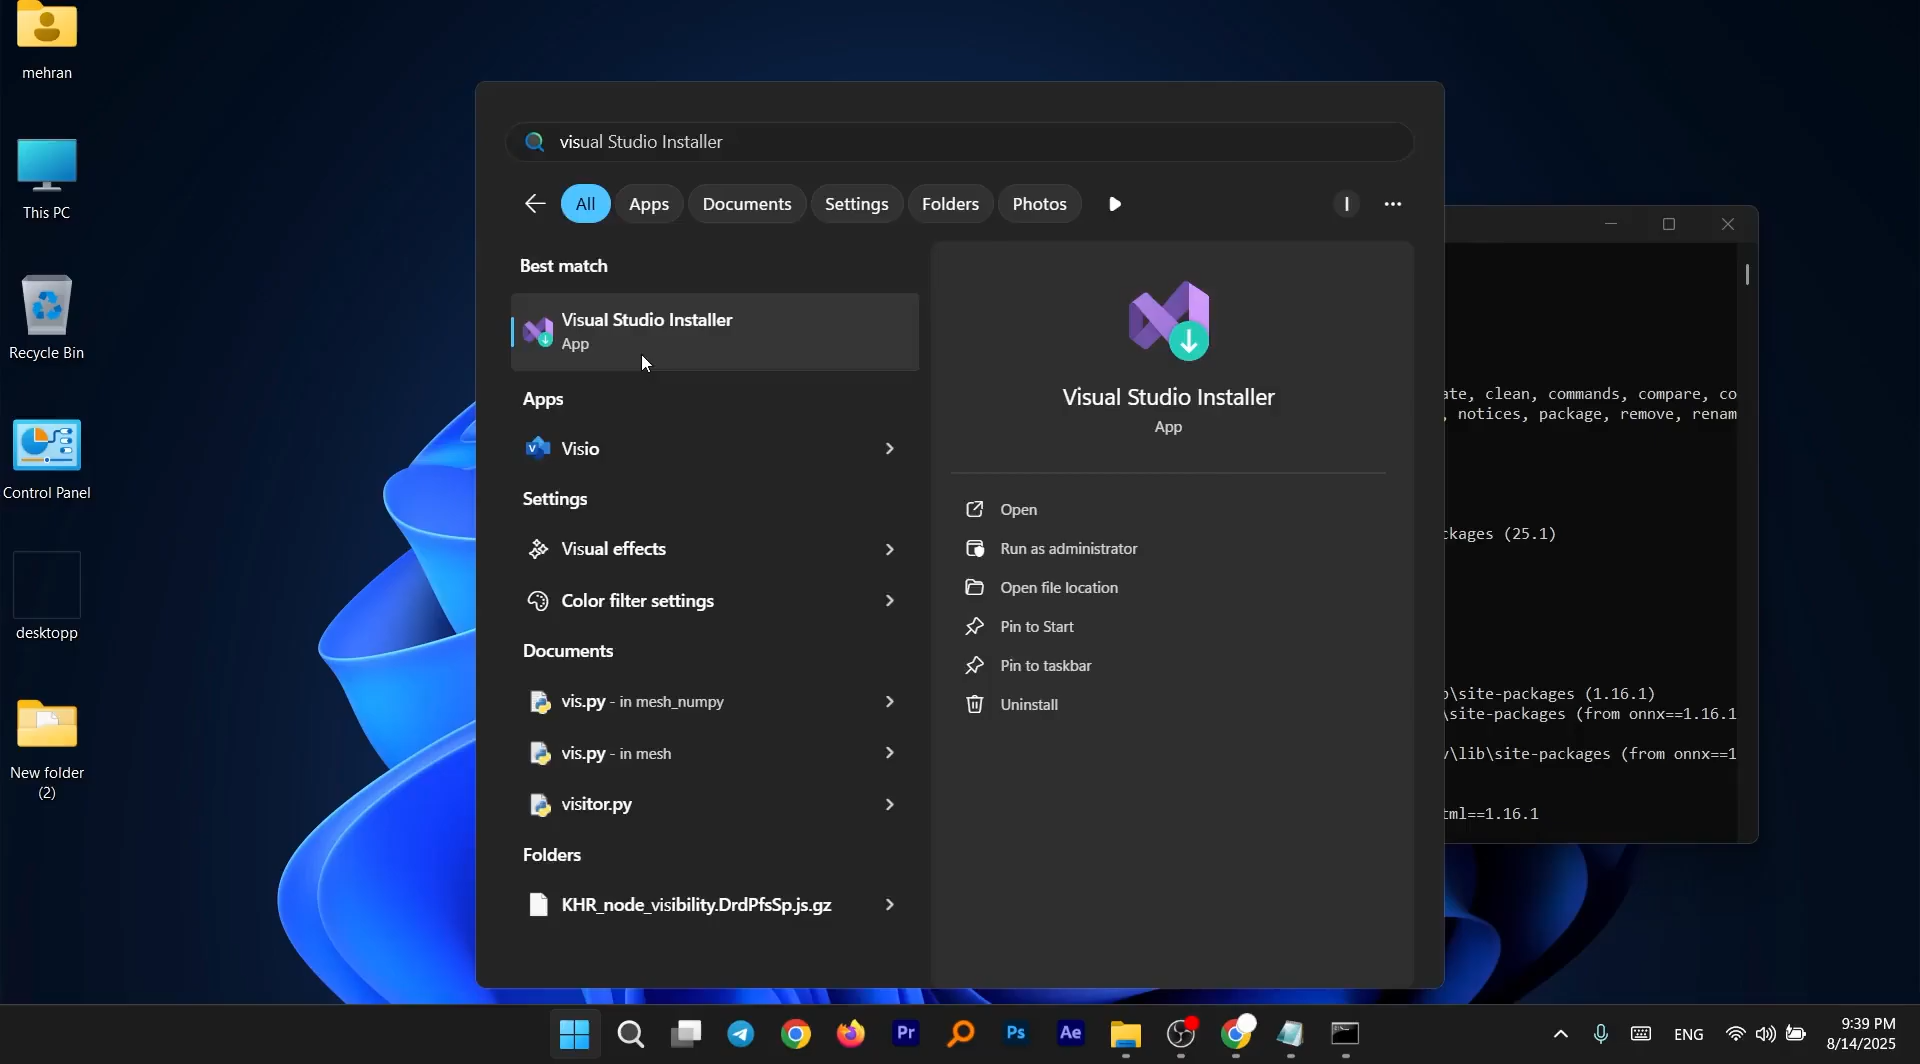 mehran
This PC
Recycle Bin
Control Panel
desktopp
New folder
(2)
visual Studio Installer
All
Apps
Documents
Settings
Folders
Photos
I
Best match
Visual Studio Installer
App
Apps
Visio
Settings
Visual effects
Color filter settings
Documents
vis.py - in mesh_numpy
vis.py - in mesh
visitor.py
Folders
KHR_node_visibility.DrdPfsSp.js.gz
Visual Studio Installer
App
Open
Run as administrator
Open file location
Pin to Start
Pin to taskbar
Uninstall
ate, clean, commands, compare, co
, notices, package, remove, renam
ckages (25.1)
\site-packages (1.16.1)
\site-packages (from onnx==1.16.1
\lib\site-packages (from onnx==1
ml==1.16.1
Pr
Ps
Ae
ENG
9:39 PM
8/14/2025